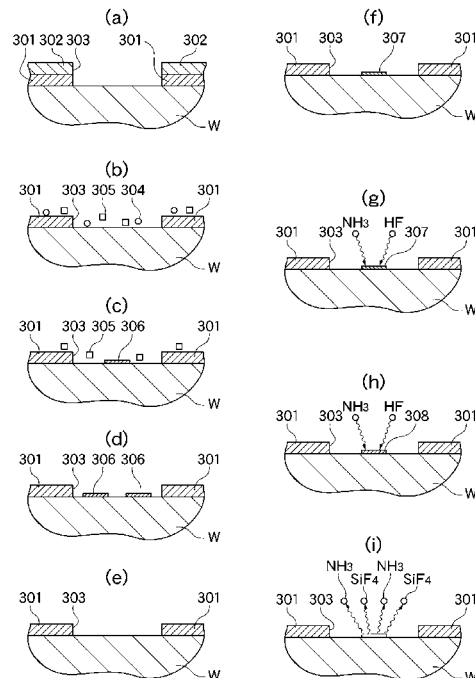 (a)
301 302 303 301 302
W
(b)
301 303 305 304 301
W
(c)
301 303 305 306 301
W
(d)
301 303 306 306 301
W
(e)
301 303 301
W
(f)
301 303 307 301
W
(g)
NH3 HF
301 303 307 301
W
(h)
NH3 HF
301 303 308 301
W
(i)
NH3 NH3
SiF4 SiF4
301 303 301
W